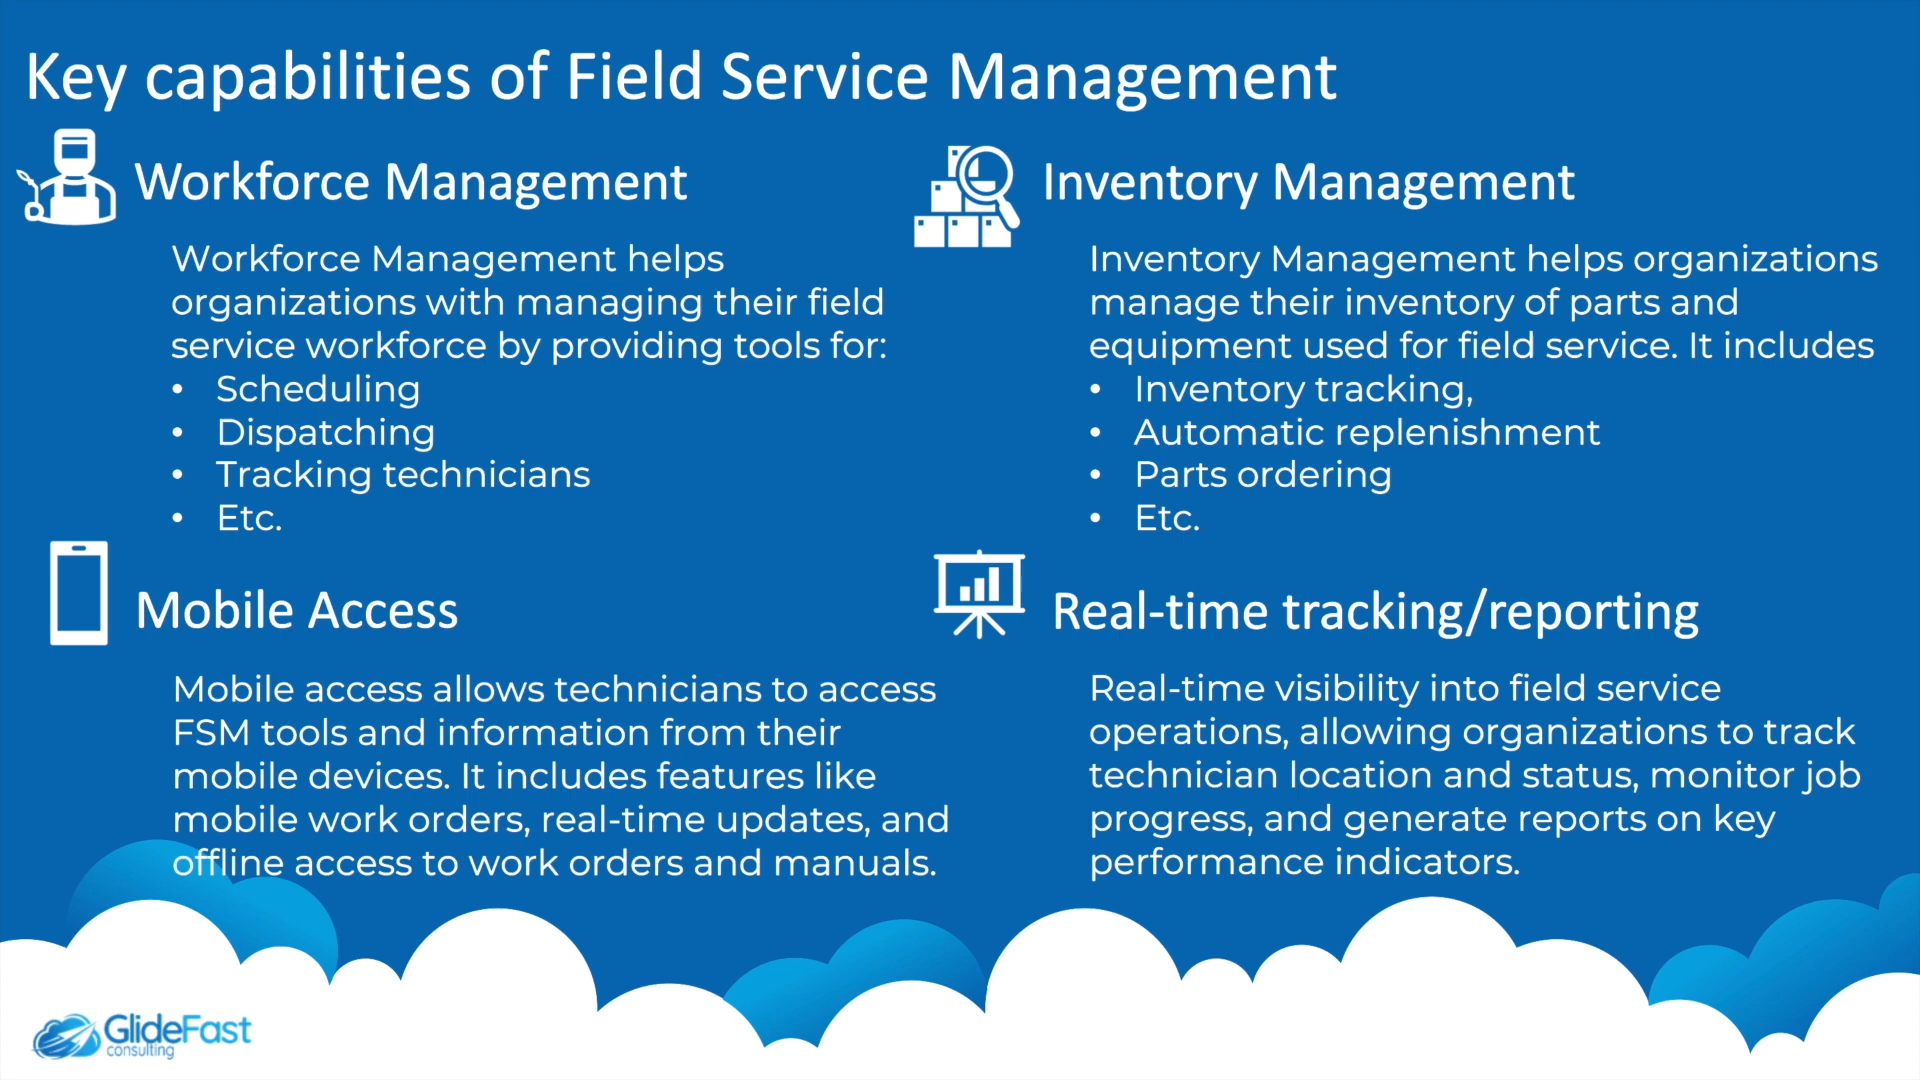 Key capabilities of Field Service Management
Workforce Management
Workforce Management helps
organizations with managing their field
service workforce by providing tools for:
• Scheduling
• Dispatching
• Tracking technicians
• Etc.
Inventory Management
Inventory Management helps organizations
manage their inventory of parts and
equipment used for field service. It includes
• Inventory tracking,
• Automatic replenishment
• Parts ordering
• Etc.
Mobile Access
Mobile access allows technicians to access
FSM tools and information from their
mobile devices. It includes features like
mobile work orders, real-time updates, and
offline access to work orders and manuals.
Real-time tracking/reporting
Real-time visibility into field service
operations, allowing organizations to track
technician location and status, monitor job
progress, and generate reports on key
performance indicators.
GlideFast
consulting